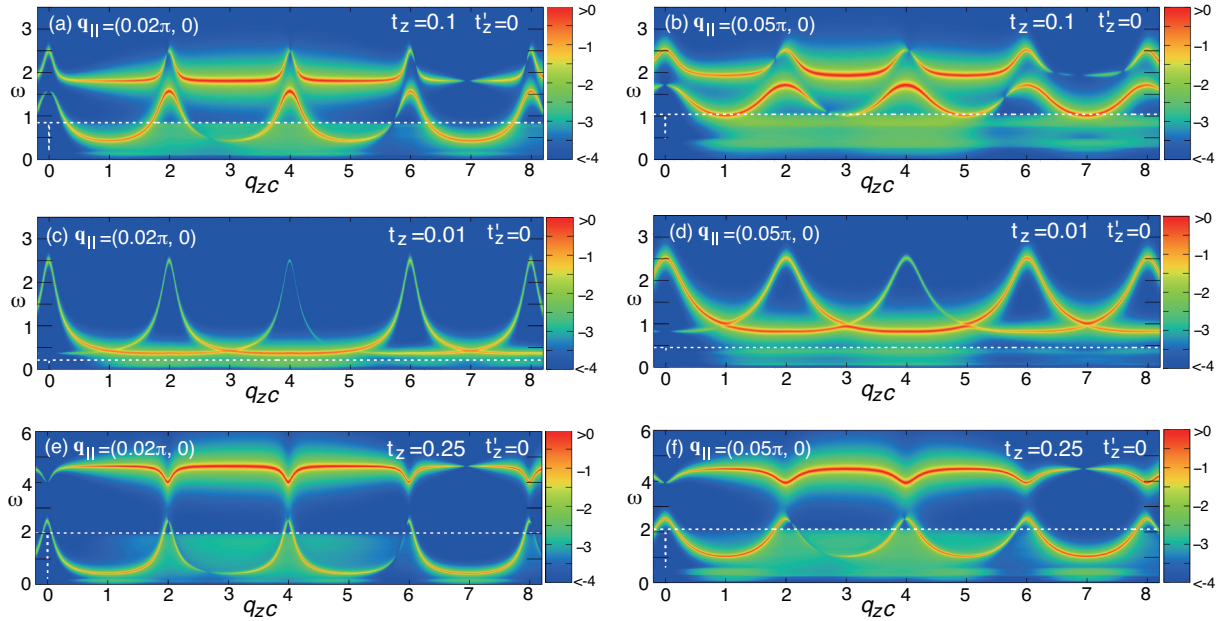 (a) q||=(0.02π, 0) tz=0.1 t'z=0
3
2
ω
1
0
0 1 2 3 4 5 6 7 8
qzc
>0
-1
-2
-3
<-4
(b) q||=(0.05π, 0) tz=0.1 t'z=0
3
2
ω
1
0
0 1 2 3 4 5 6 7 8
qzc
>0
-1
-2
-3
<-4
(c) q||=(0.02π, 0) tz=0.01 t'z=0
3
2
ω
1
0
0 1 2 3 4 5 6 7 8
qzc
>0
-1
-2
-3
<-4
(d) q||=(0.05π, 0) tz=0.01 t'z=0
3
2
ω
1
0
0 1 2 3 4 5 6 7 8
qzc
>0
-1
-2
-3
<-4
6
(e) q||=(0.02π, 0) tz=0.25 t'z=0
4
ω
2
0
0 1 2 3 4 5 6 7 8
qzc
>0
-1
-2
-3
<-4
6
(f) q||=(0.05π, 0) tz=0.25 t'z=0
4
ω
2
0
0 1 2 3 4 5 6 7 8
qzc
>0
-1
-2
-3
<-4